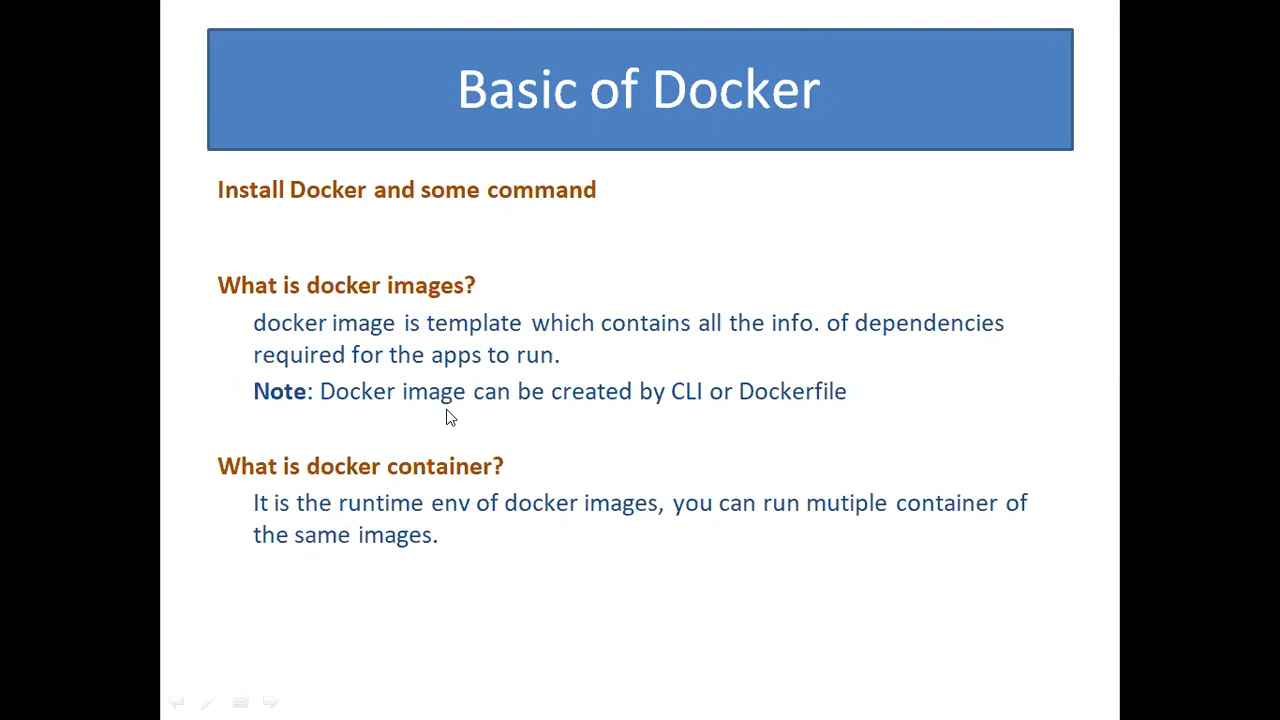 Basic of Docker
Install Docker and some command
What is docker images?
docker image is template which contains all the info. of dependencies
required for the apps to run.
Note: Docker image can be created by CLI or Dockerfile
What is docker container?
It is the runtime env of docker images, you can run mutiple container of
the same images.